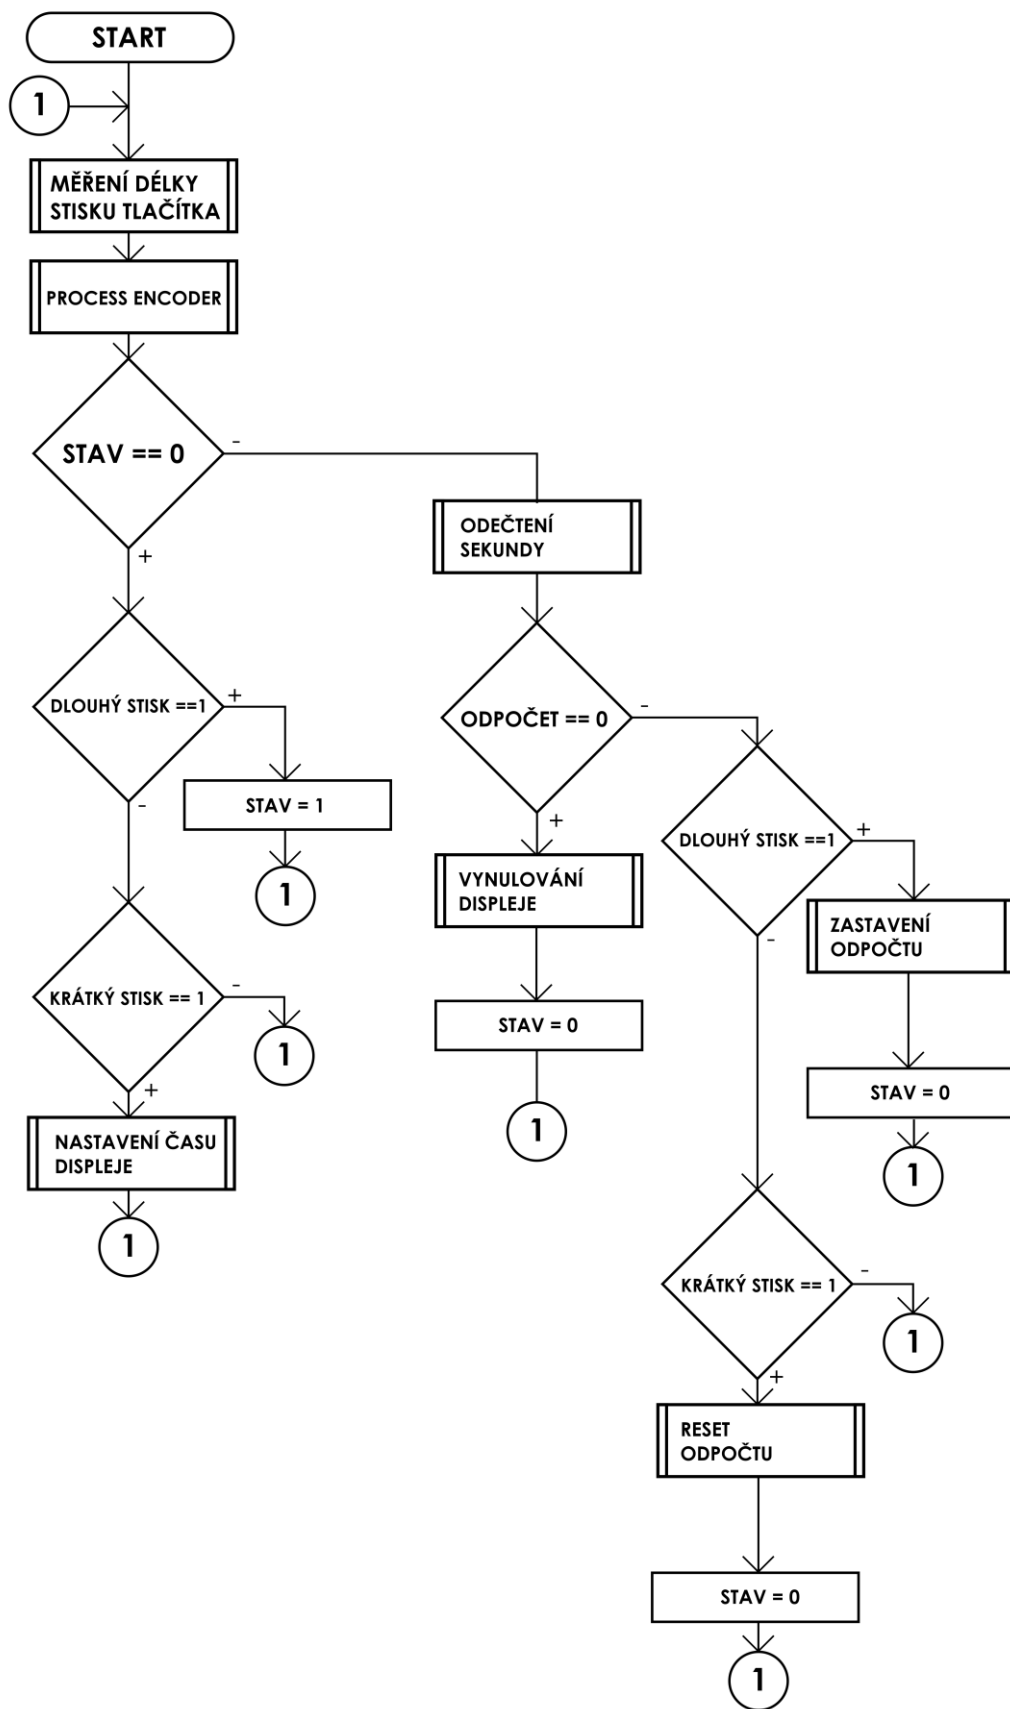 START
1
MĚŘENÍ DÉLKY
STISKU TLAČÍTKA
PROCESS ENCODER
STAV == 0
-
+
DLOUHÝ STISK ==1
+
-
STAV = 1
1
KRÁTKÝ STISK == 1
-
+
1
NASTAVENÍ ČASU
DISPLEJE
1
ODEČTENÍ
SEKUNDY
ODPOČET == 0
-
+
VYNULOVÁNÍ
DISPLEJE
STAV = 0
1
DLOUHÝ STISK ==1
+
-
ZASTAVENÍ
ODPOČTU
STAV = 0
1
KRÁTKÝ STISK == 1
-
+
1
RESET
ODPOČTU
STAV = 0
1